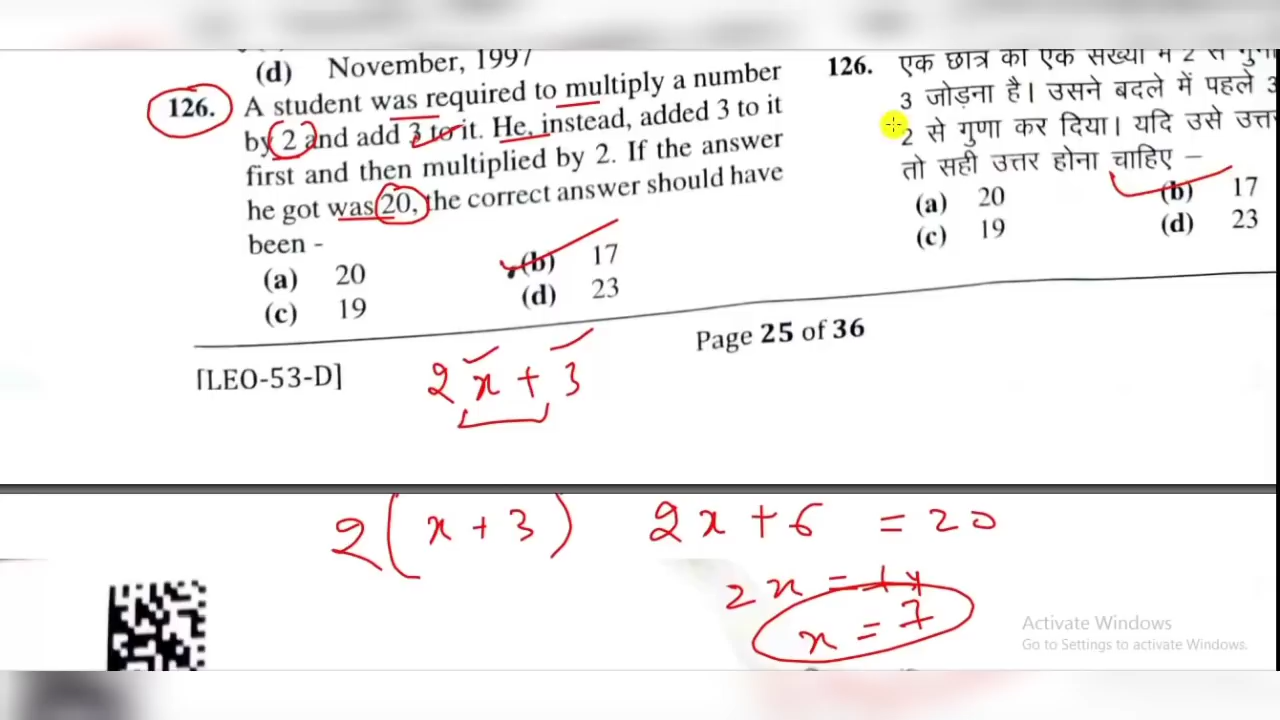 (d) November, 1997
126. A student was required to multiply a number
by 2 and add 3 to it. He, instead, added 3 to it
first and then multiplied by 2. If the answer
he got was 20, the correct answer should have
been -
(a) 20
(b) 17
(c) 19
(d) 23
126. एक छात्र को एक संख्या में 2 से गुणा
3 जोड़ना है। उसने बदले में पहले 3
2 से गुणा कर दिया। यदि उसे उत्तर
तो सही उत्तर होना चाहिए –
(a) 20
(b) 17
(c) 19
(d) 23
Page 25 of 36
[LEO-53-D]
2x + 3
2(x + 3) 2x + 6 = 20
2x = 14
x = 7
Activate Windows
Go to Settings to activate Windows.